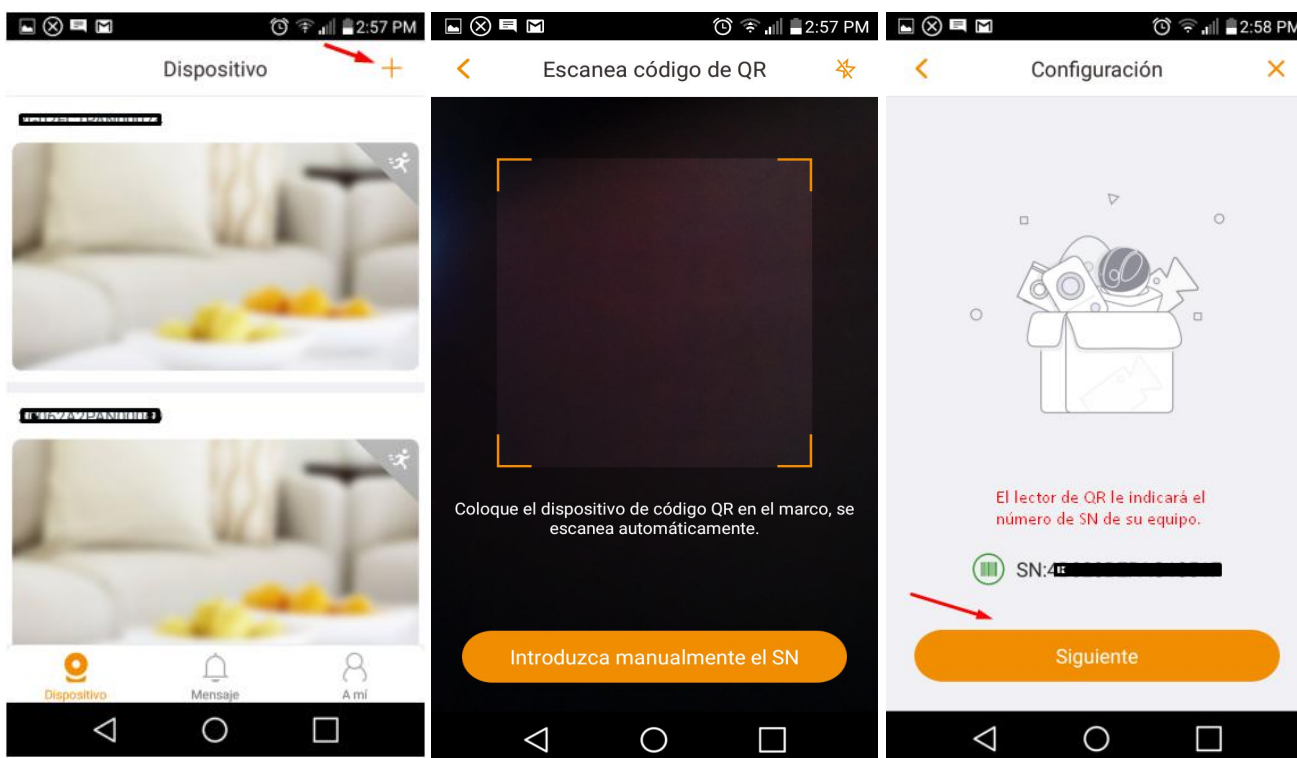 2:57 PM
Dispositivo
Dispositivo
Mensaje
A mí
2:57 PM
Escanea código de QR
Coloque el dispositivo de código QR en el marco, se
escanea automáticamente.
Introduzca manualmente el SN
2:58 PM
Configuración
El lector de QR le indicará el
número de SN de su equipo.
SN:4
Siguiente